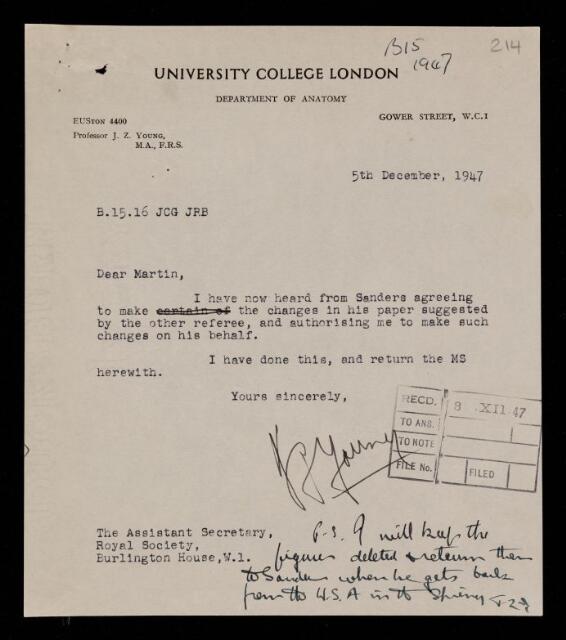 B15
1947
214
UNIVERSITY COLLEGE LONDON
DEPARTMENT OF ANATOMY
EUSTON 4400
GOWER STREET, W.C.1
Professor J. Z. YOUNG,
M.A., F.R.S.
5th December, 1947
B.15.16 JCG JRB
Dear Martin,
I have now heard from Sanders agreeing
to make certain of the changes in his paper suggested
by the other referee, and authorising me to make such
changes on his behalf.
I have done this, and return the MS
herewith.
Yours sincerely,
RECD. 8 XII 47
TO ANS.
TO NOTE
FILE No. FILED
J Z Young
The Assistant Secretary,
Royal Society,
Burlington House, W.1.
P.S. I will keep the
figures deleted & return them
to Sanders when he gets back
from the U.S.A in the Spring